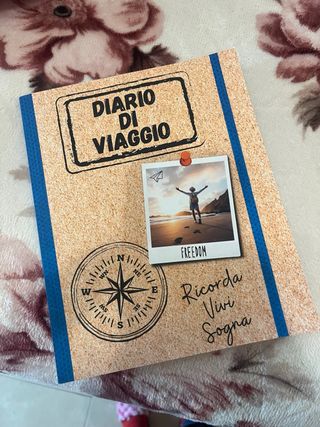 DIARIO
DI
VIAGGIO
FREEDOM
N
W
E
S
Ricorda
Vivi
Sogna